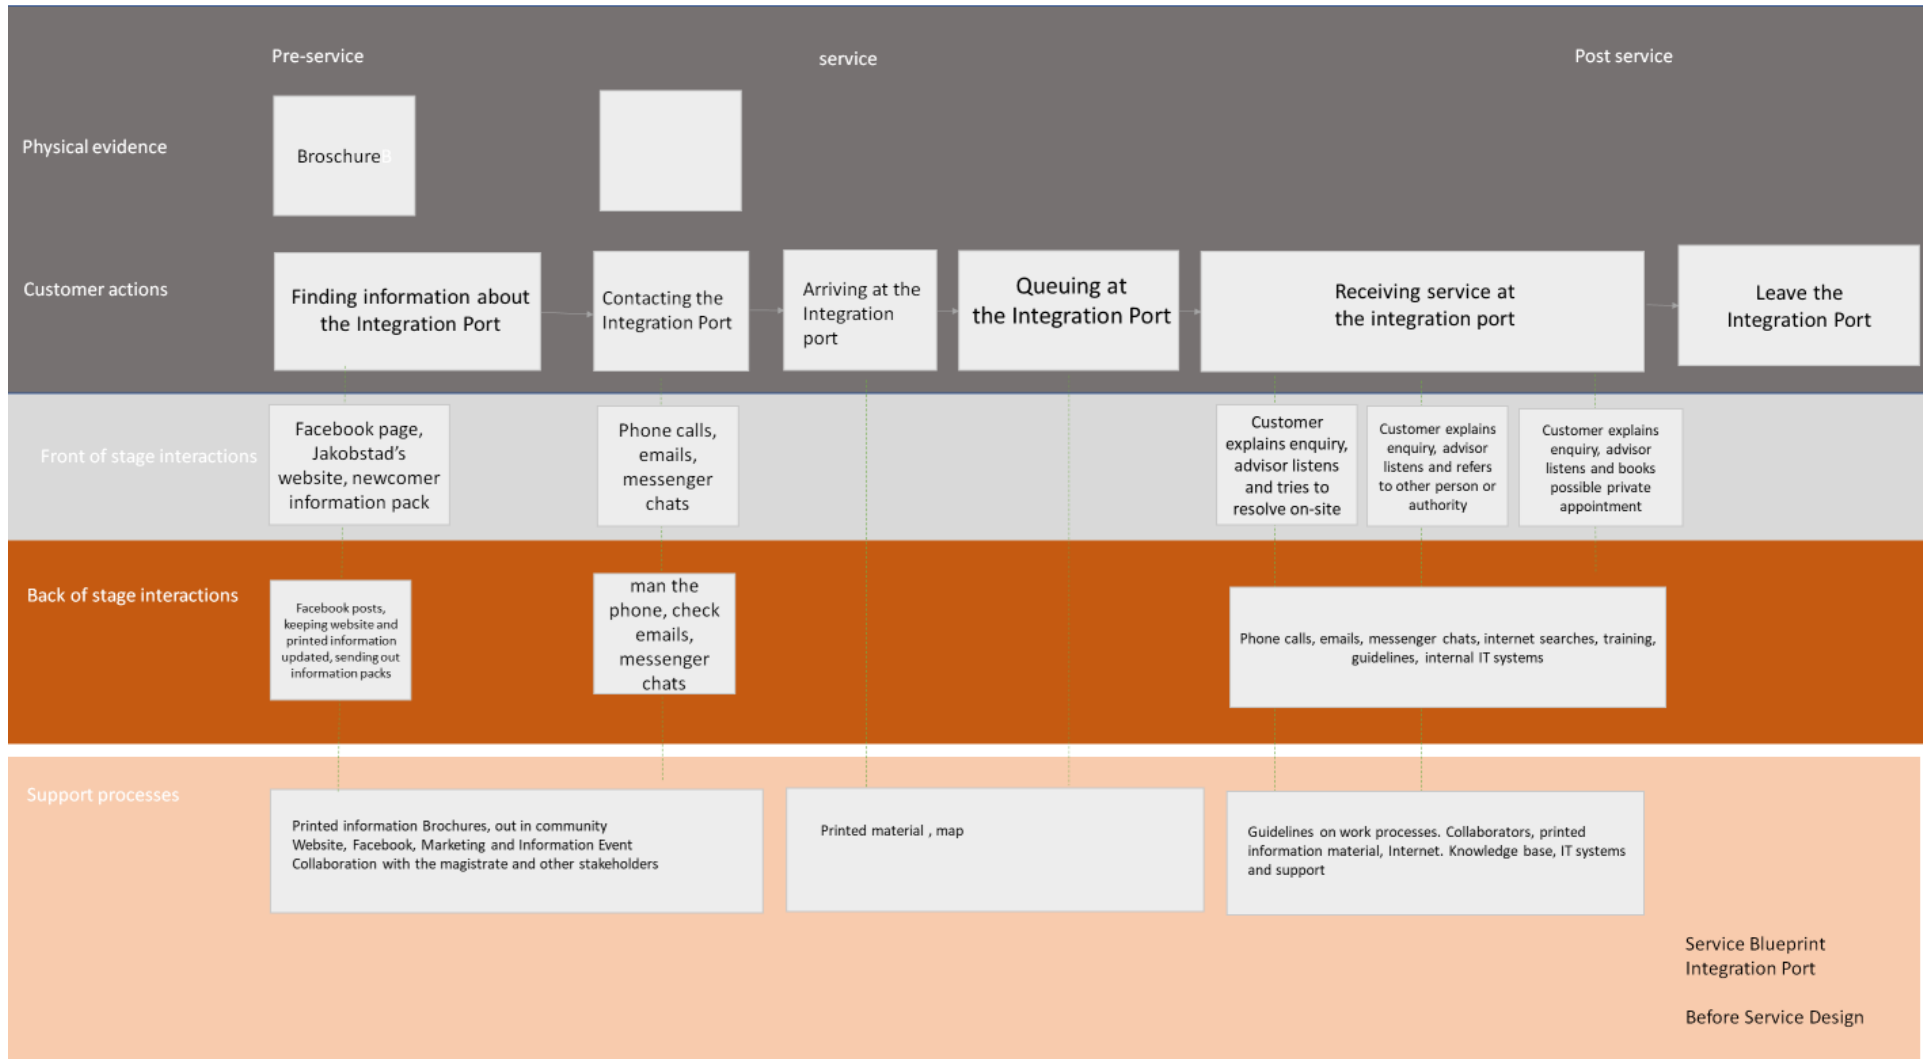 Pre-service
service
Post service
Physical evidence
BroschureB
Customer actions
Finding information about
the Integration Port
Contacting the
Integration Port
Arriving at the
Integration
port
Queuing at
the Integration Port
Receiving service at
the integration port
Leave the
Integration Port
Front of stage interactions
Facebook page,
Jakobstad's
website, newcomer
information pack
Phone calls,
emails,
messenger
chats
Customer
explains enquiry,
advisor listens
and tries to
resolve on-site
Customer explains
enquiry, advisor
listens and refers
to other person or
authority
Customer explains
enquiry, advisor
listens and books
possible private
appointment
Back of stage interactions
Facebook posts,
keeping website and
printed information
updated, sending out
information packs
man the
phone, check
emails,
messenger
chats
Phone calls, emails, messenger chats, internet searches, training,
guidelines, internal IT systems
Support processes
Printed information Brochures, out in community
Website, Facebook, Marketing and Information Event
Collaboration with the magistrate and other stakeholders
Printed material , map
Guidelines on work processes. Collaborators, printed
information material, Internet. Knowledge base, IT systems
and support
Service Blueprint
Integration Port
Before Service Design